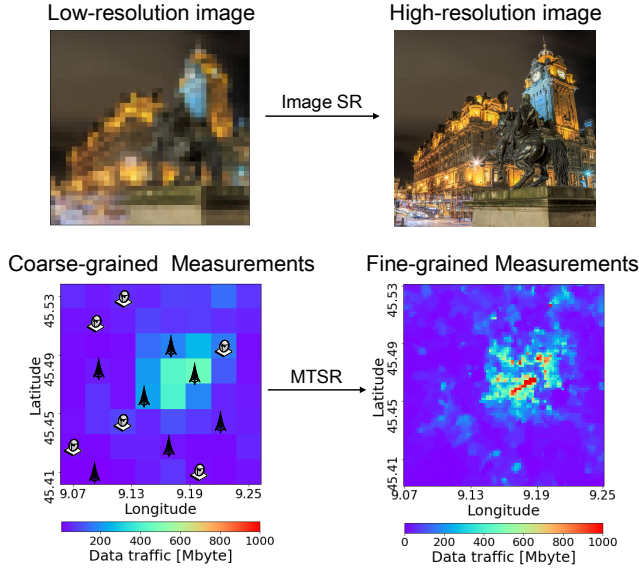 Low-resolution image
High-resolution image
Image SR
Coarse-grained Measurements
Fine-grained Measurements
MTSR
Latitude
45.53
45.49
45.45
45.41
9.07 9.13 9.19 9.25
Longitude
200 400 600 800 1000
Data traffic [Mbyte]
Latitude
45.53
45.49
45.45
45.41
9.07 9.13 9.19 9.25
Longitude
0 200 400 600 800 1000
Data traffic [Mbyte]